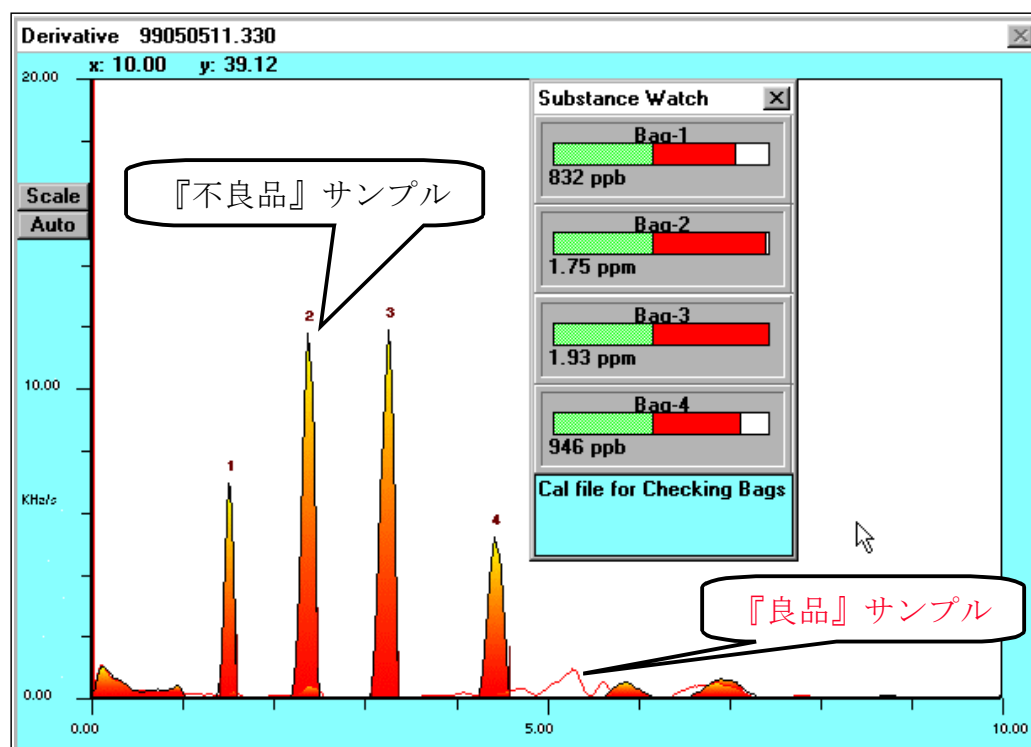 Derivative 99050511.330
x: 10.00 y: 39.12
20.00
Substance Watch
Bag-1
832 ppb
『不良品』サンプル
Scale
Auto
Bag-2
1.75 ppm
2
3
Bag-3
1.93 ppm
10.00
Bag-4
946 ppb
1
Cal file for Checking Bags
KHz/s
4
『良品』サンプル
0.00
0.00
5.00
10.00